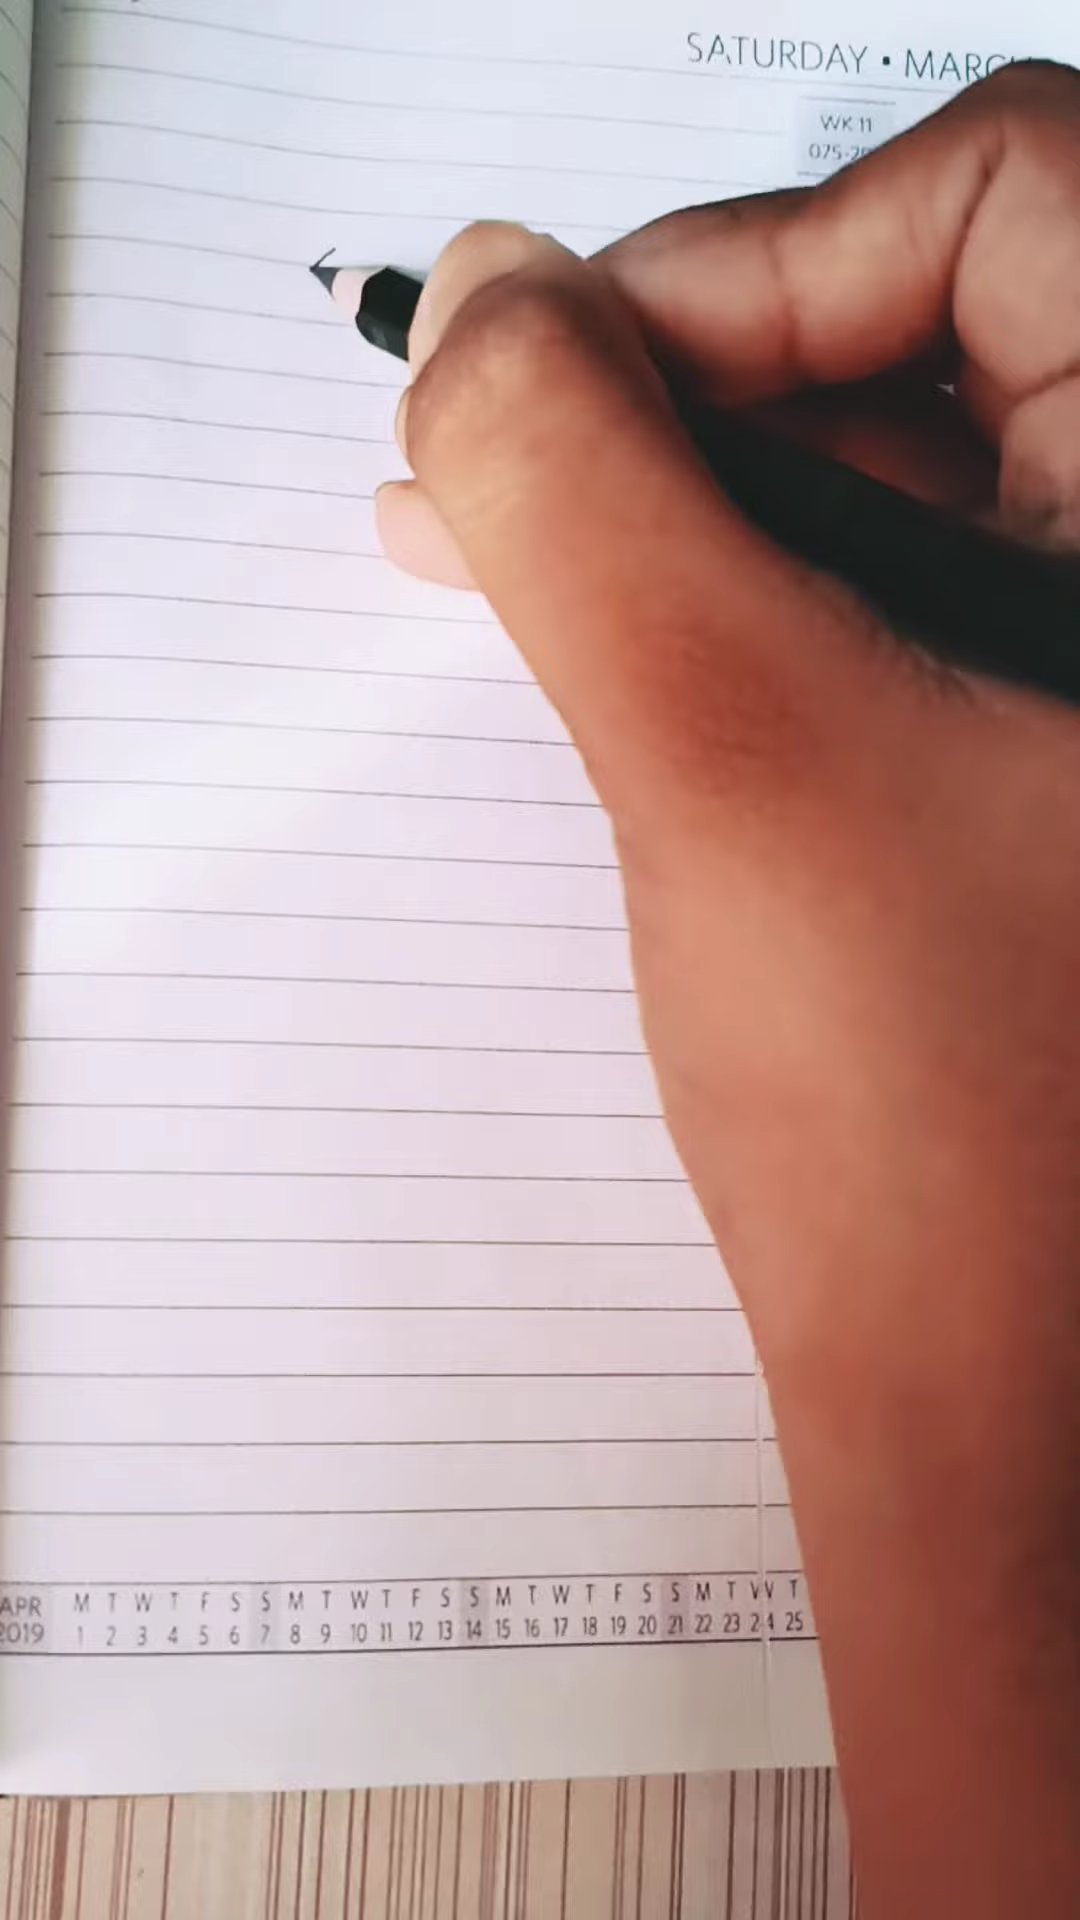 SATURDAY • MARCH
WK 11
APR M T W T F S S M T W T F S S M T W T F S S M T W T
2019 1 2 3 4 5 6 7 8 9 10 11 12 13 14 15 16 17 18 19 20 21 22 23 24 25